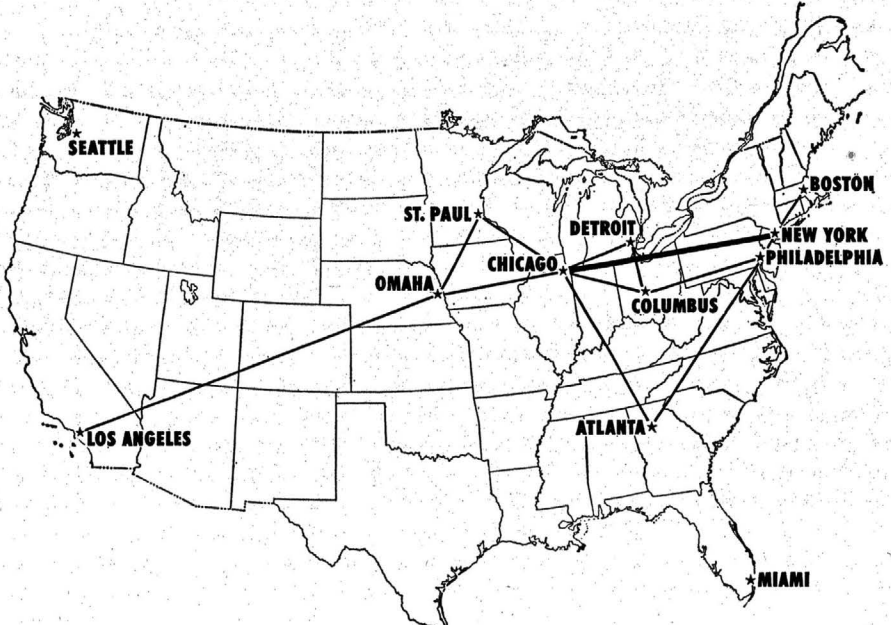 SEATTLE
BOSTON
ST. PAUL
DETROIT
NEW YORK
CHICAGO
PHILADELPHIA
OMAHA
COLUMBUS
LOS ANGELES
ATLANTA
MIAMI